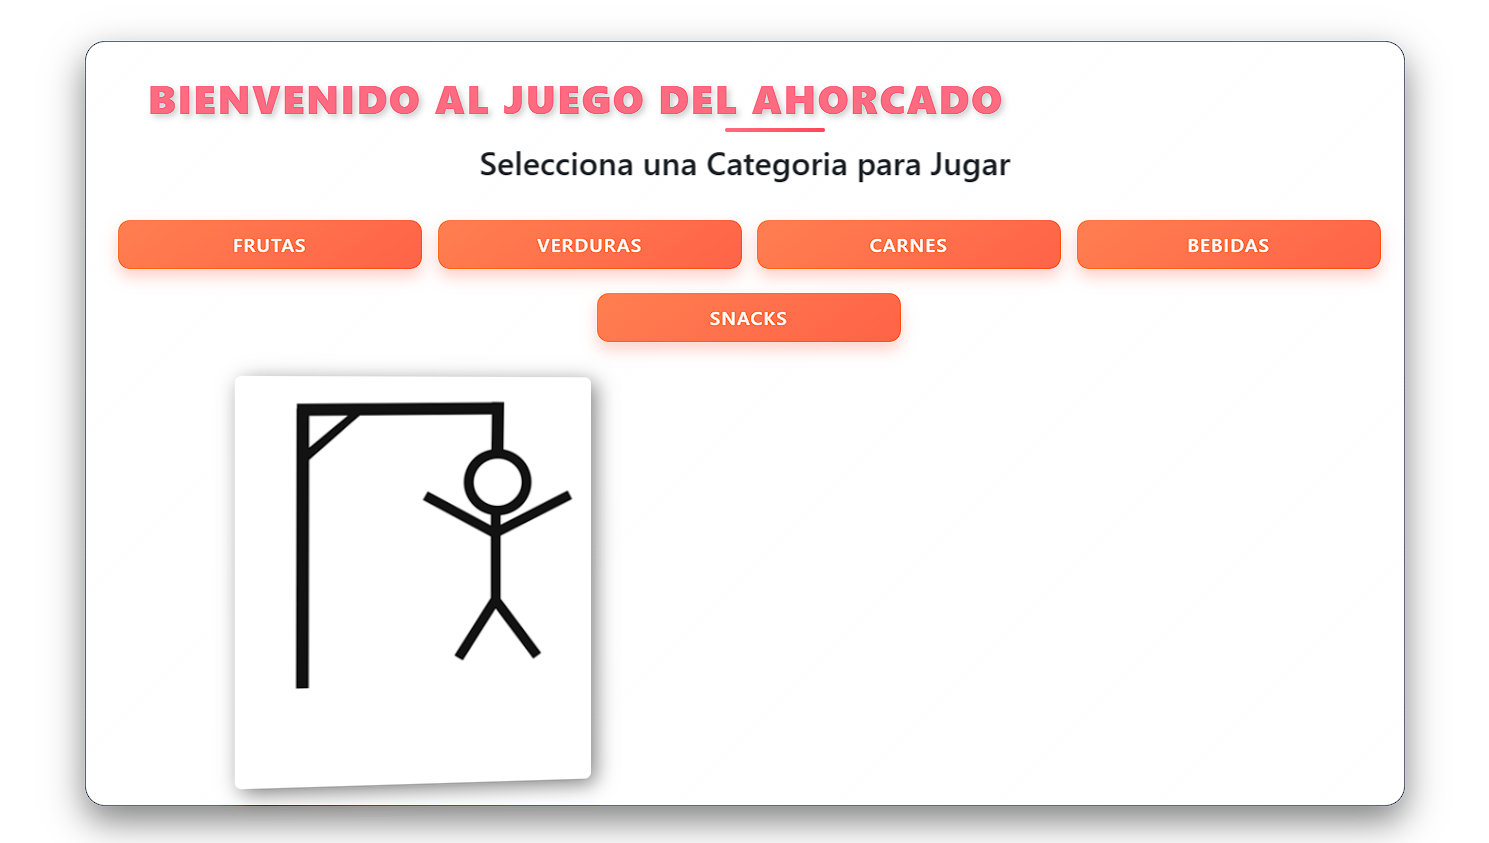 BIENVENIDO AL JUEGO DEL AHORCADO
Selecciona una Categoria para Jugar
FRUTAS
VERDURAS
CARNES
BEBIDAS
SNACKS